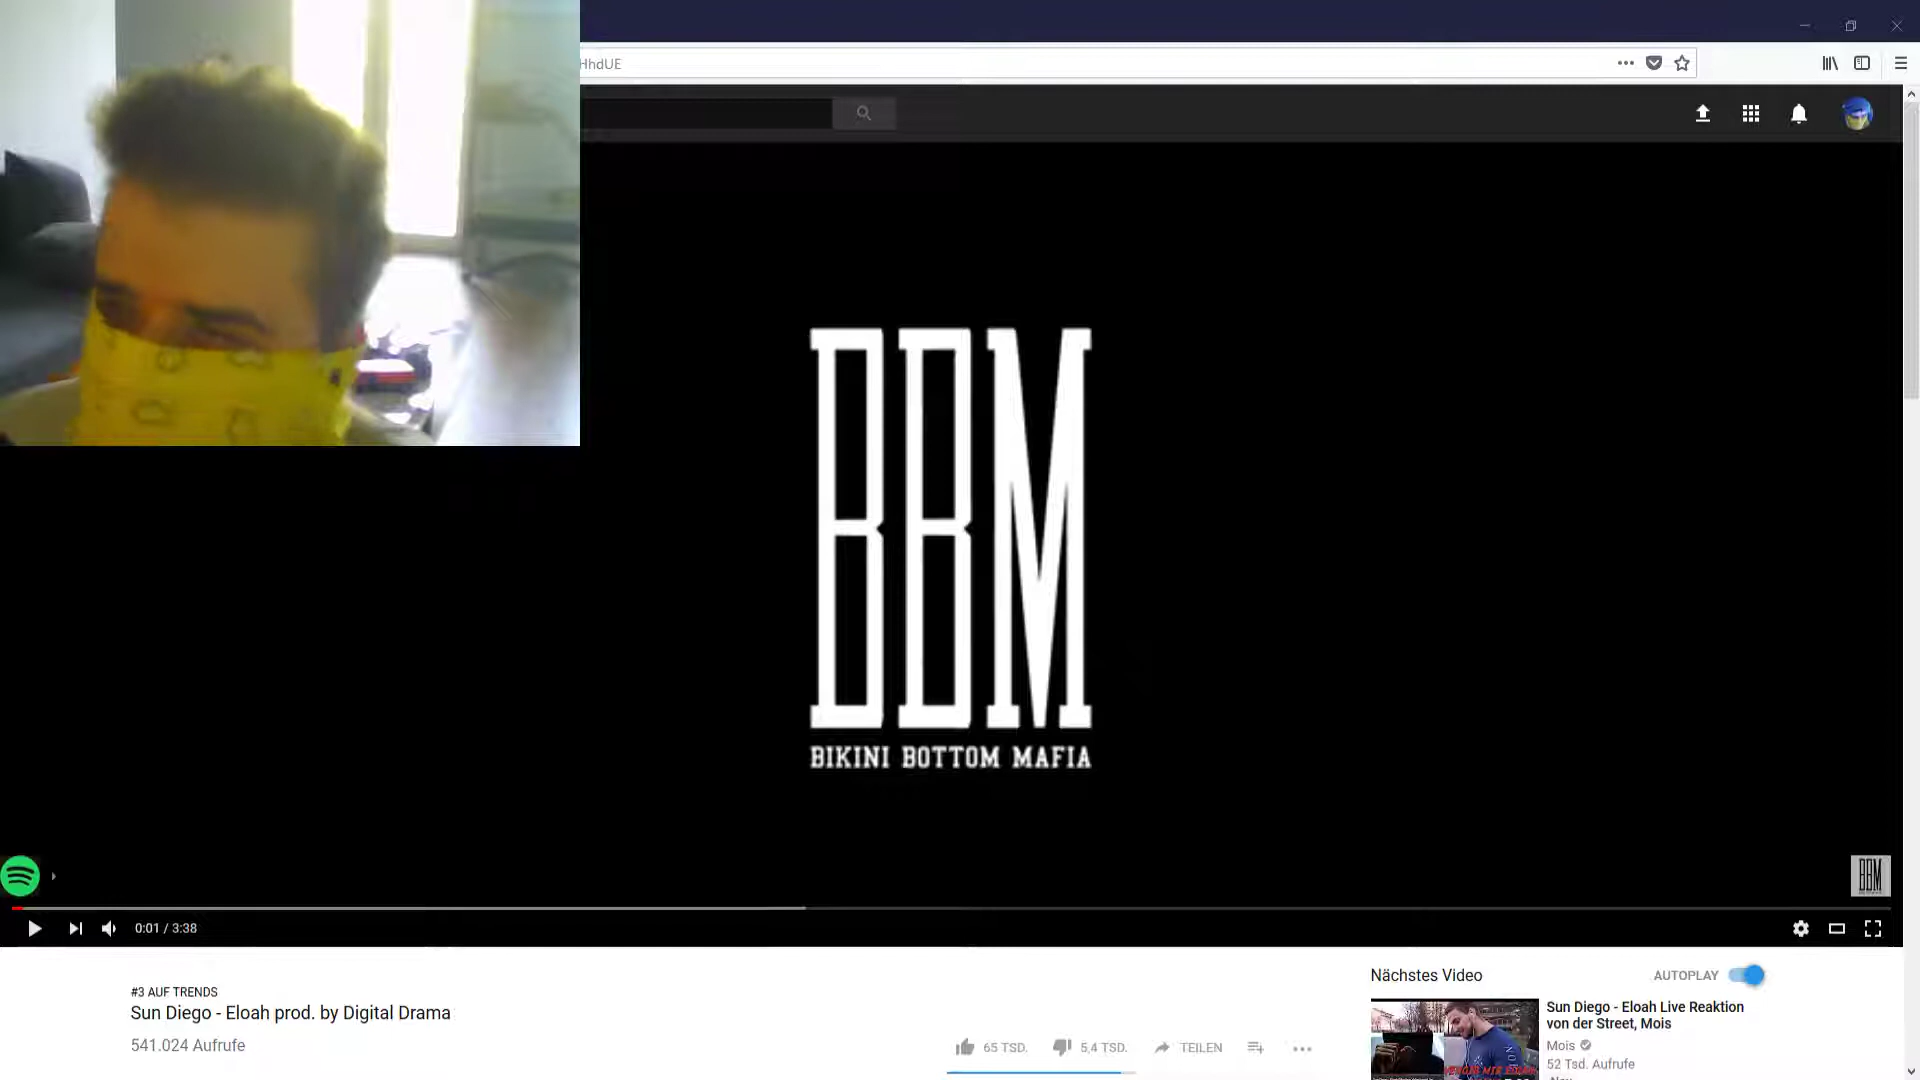 HhdUE
BBM
BIKINI BOTTOM MAFIA
BBM
0:01 / 3:38
#3 AUF TRENDS
Sun Diego - Eloah prod. by Digital Drama
541.024 Aufrufe
65 TSD.
5,4 TSD.
TEILEN
Nächstes Video
AUTOPLAY
Sun Diego - Eloah Live Reaktion
von der Street, Mois
Mois
52 Tsd. Aufrufe